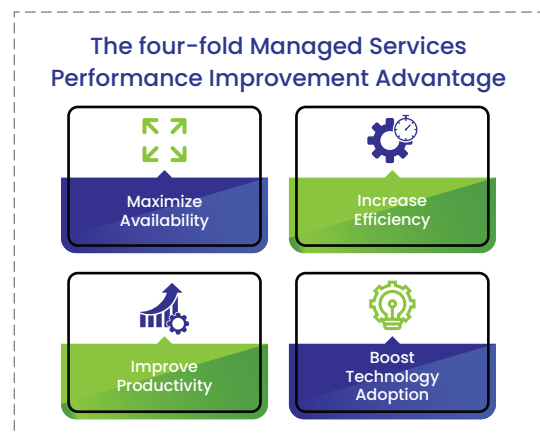 The four-fold Managed Services
Performance Improvement Advantage
Maximize
Availability
Increase
Efficiency
Improve
Productivity
Boost
Technology
Adoption